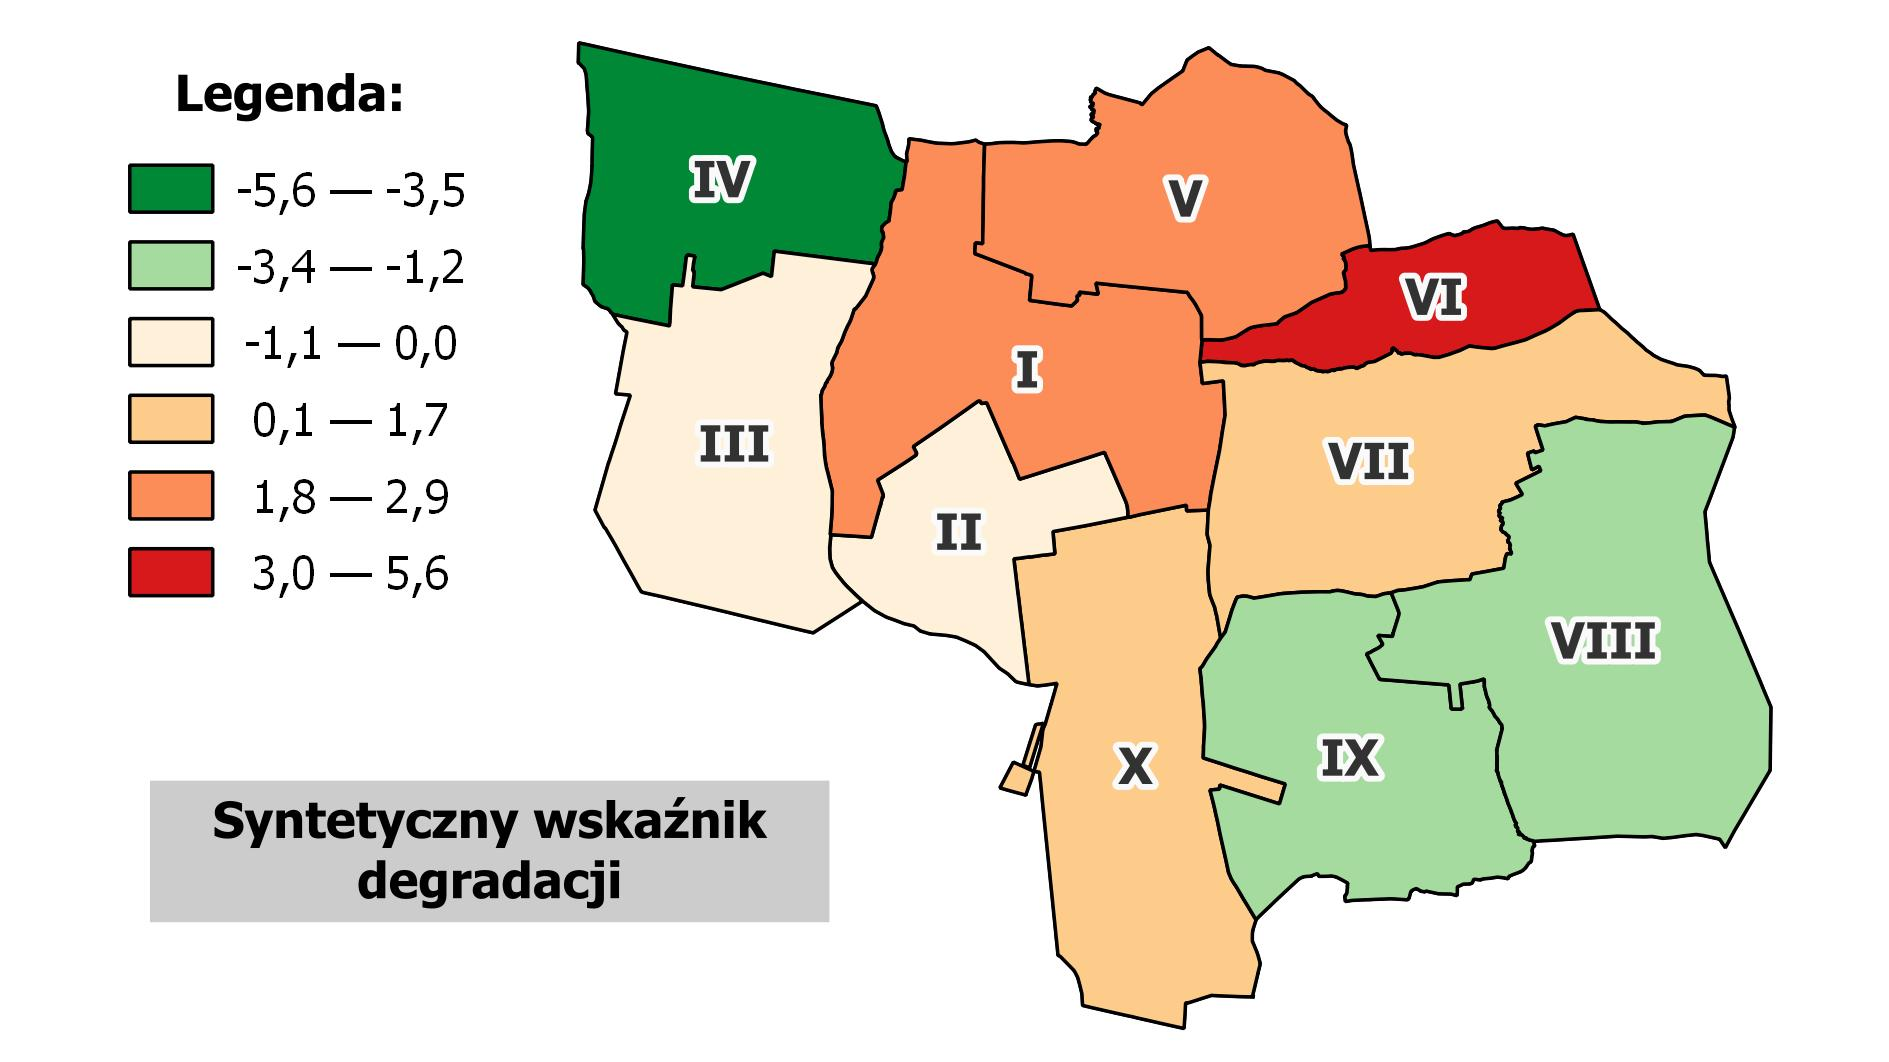 Legenda:
-5,6 — -3,5
-3,4 — -1,2
-1,1 — 0,0
0,1 — 1,7
1,8 — 2,9
3,0 — 5,6
IV
V
VI
I
III
VII
II
VIII
IX
X
Syntetyczny wskaźnik
degradacji